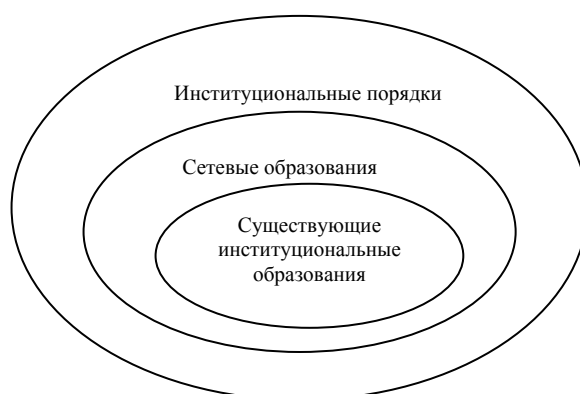 Институциональные порядки
Сетевые образования
Существующие
институциональные
образования